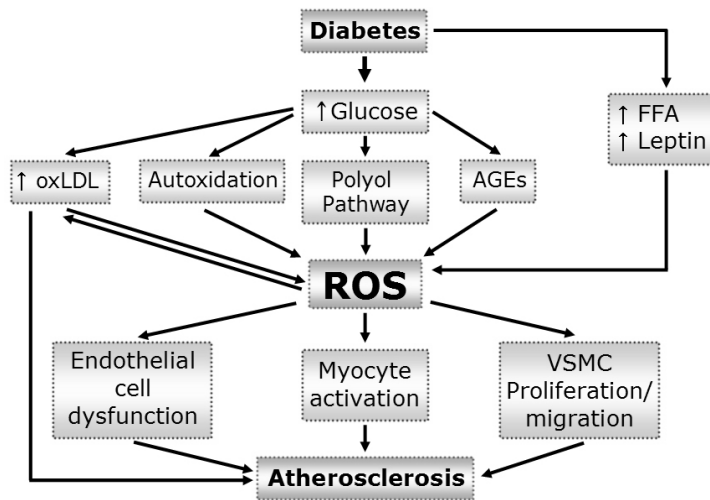 Diabetes
↑ Glucose
↑ FFA
↑ Leptin
↑ oxLDL
Autoxidation
Polyol
Pathway
AGEs
ROS
Endothelial
cell
dysfunction
Myocyte
activation
VSMC
Proliferation/
migration
Atherosclerosis